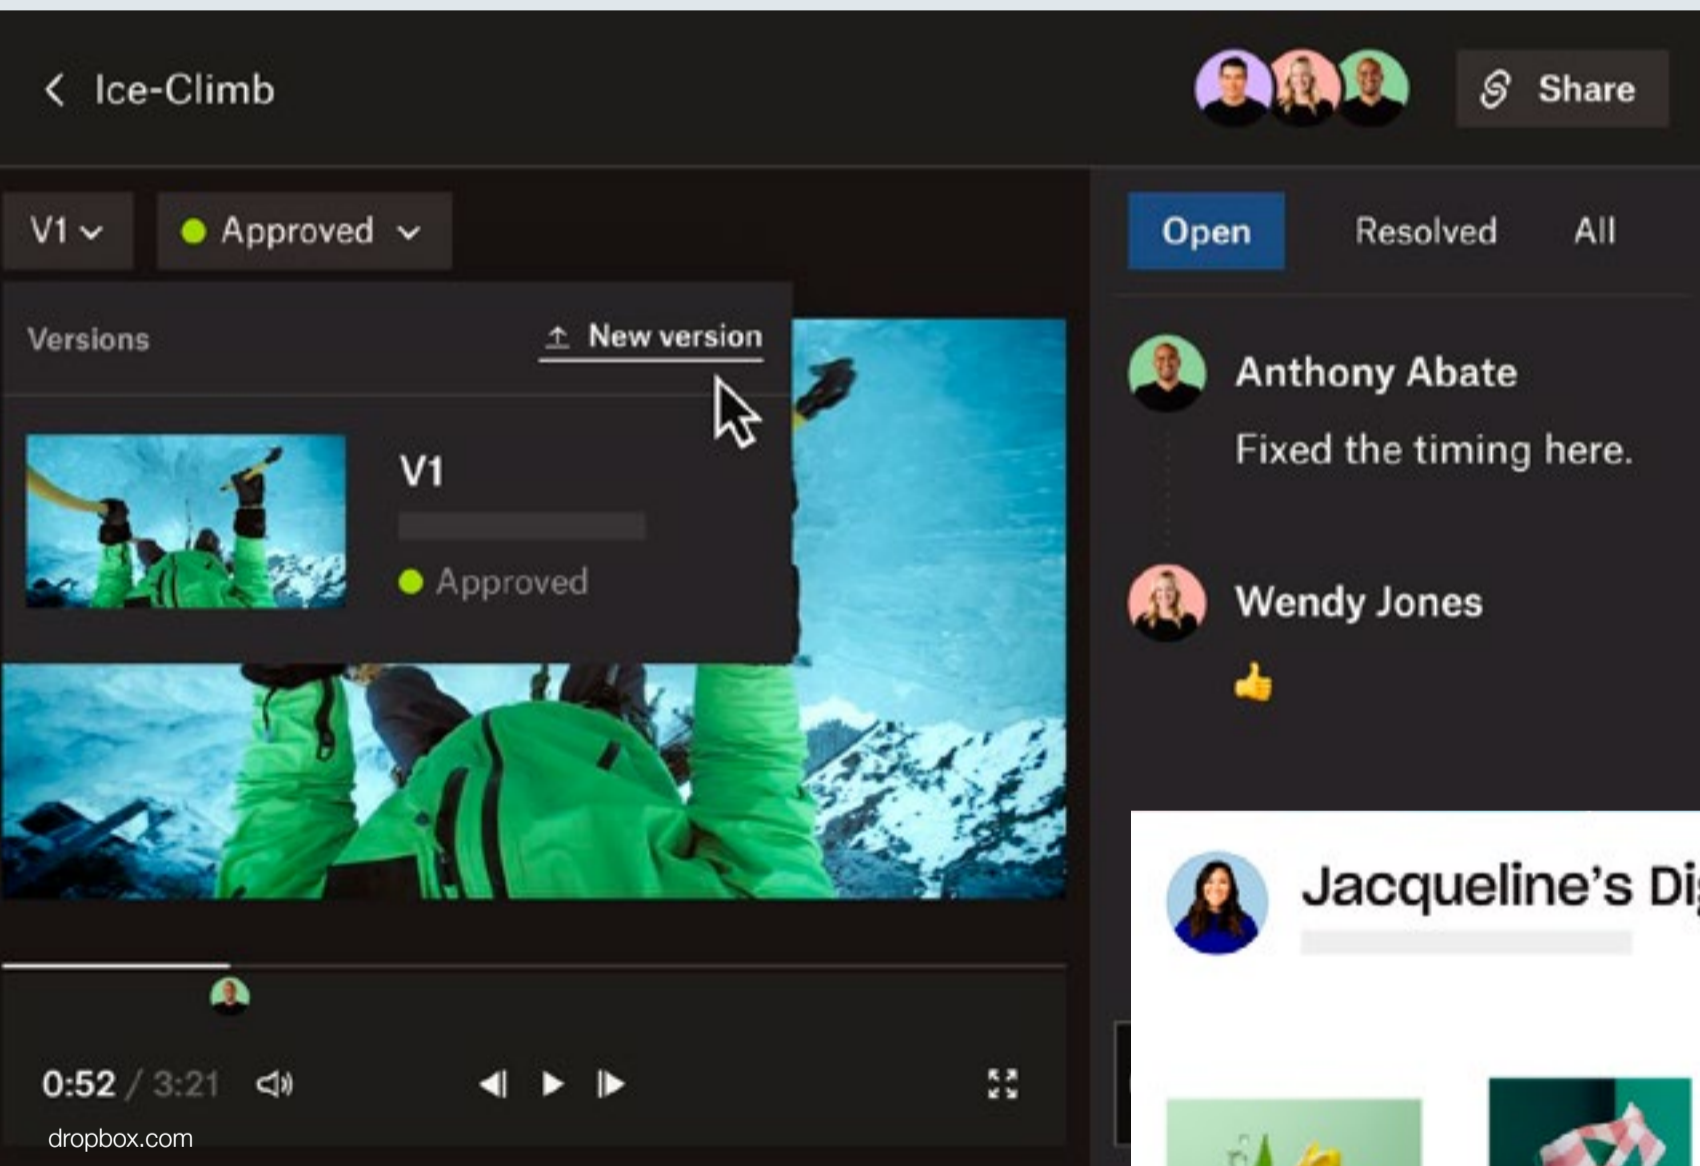 Ice-Climb
Share
V1
Approved
Open
Resolved
All
Versions
New version
V1
Approved
Anthony Abate
Fixed the timing here.
Wendy Jones
Jacqueline’s
0:52 / 3:21
dropbox.com